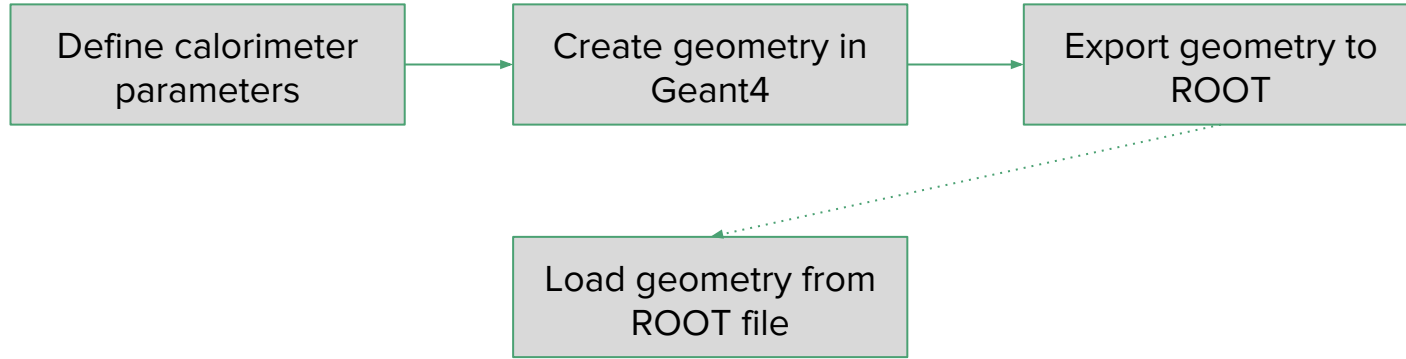 Define calorimeter
parameters
Create geometry in
Geant4
Export geometry to
ROOT
Load geometry from
ROOT file